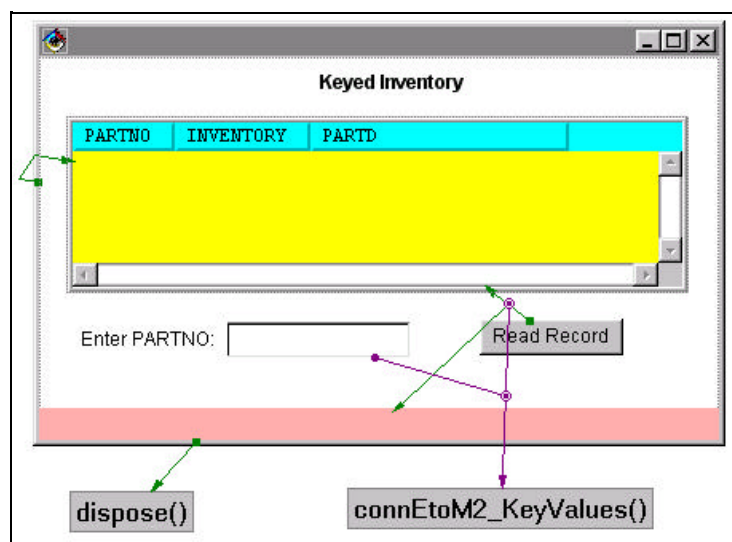 Keyed Inventory
PARTNO INVENTORY PARTD
Enter PARTNO: Read Record
dispose() connEtoM2_KeyValues()